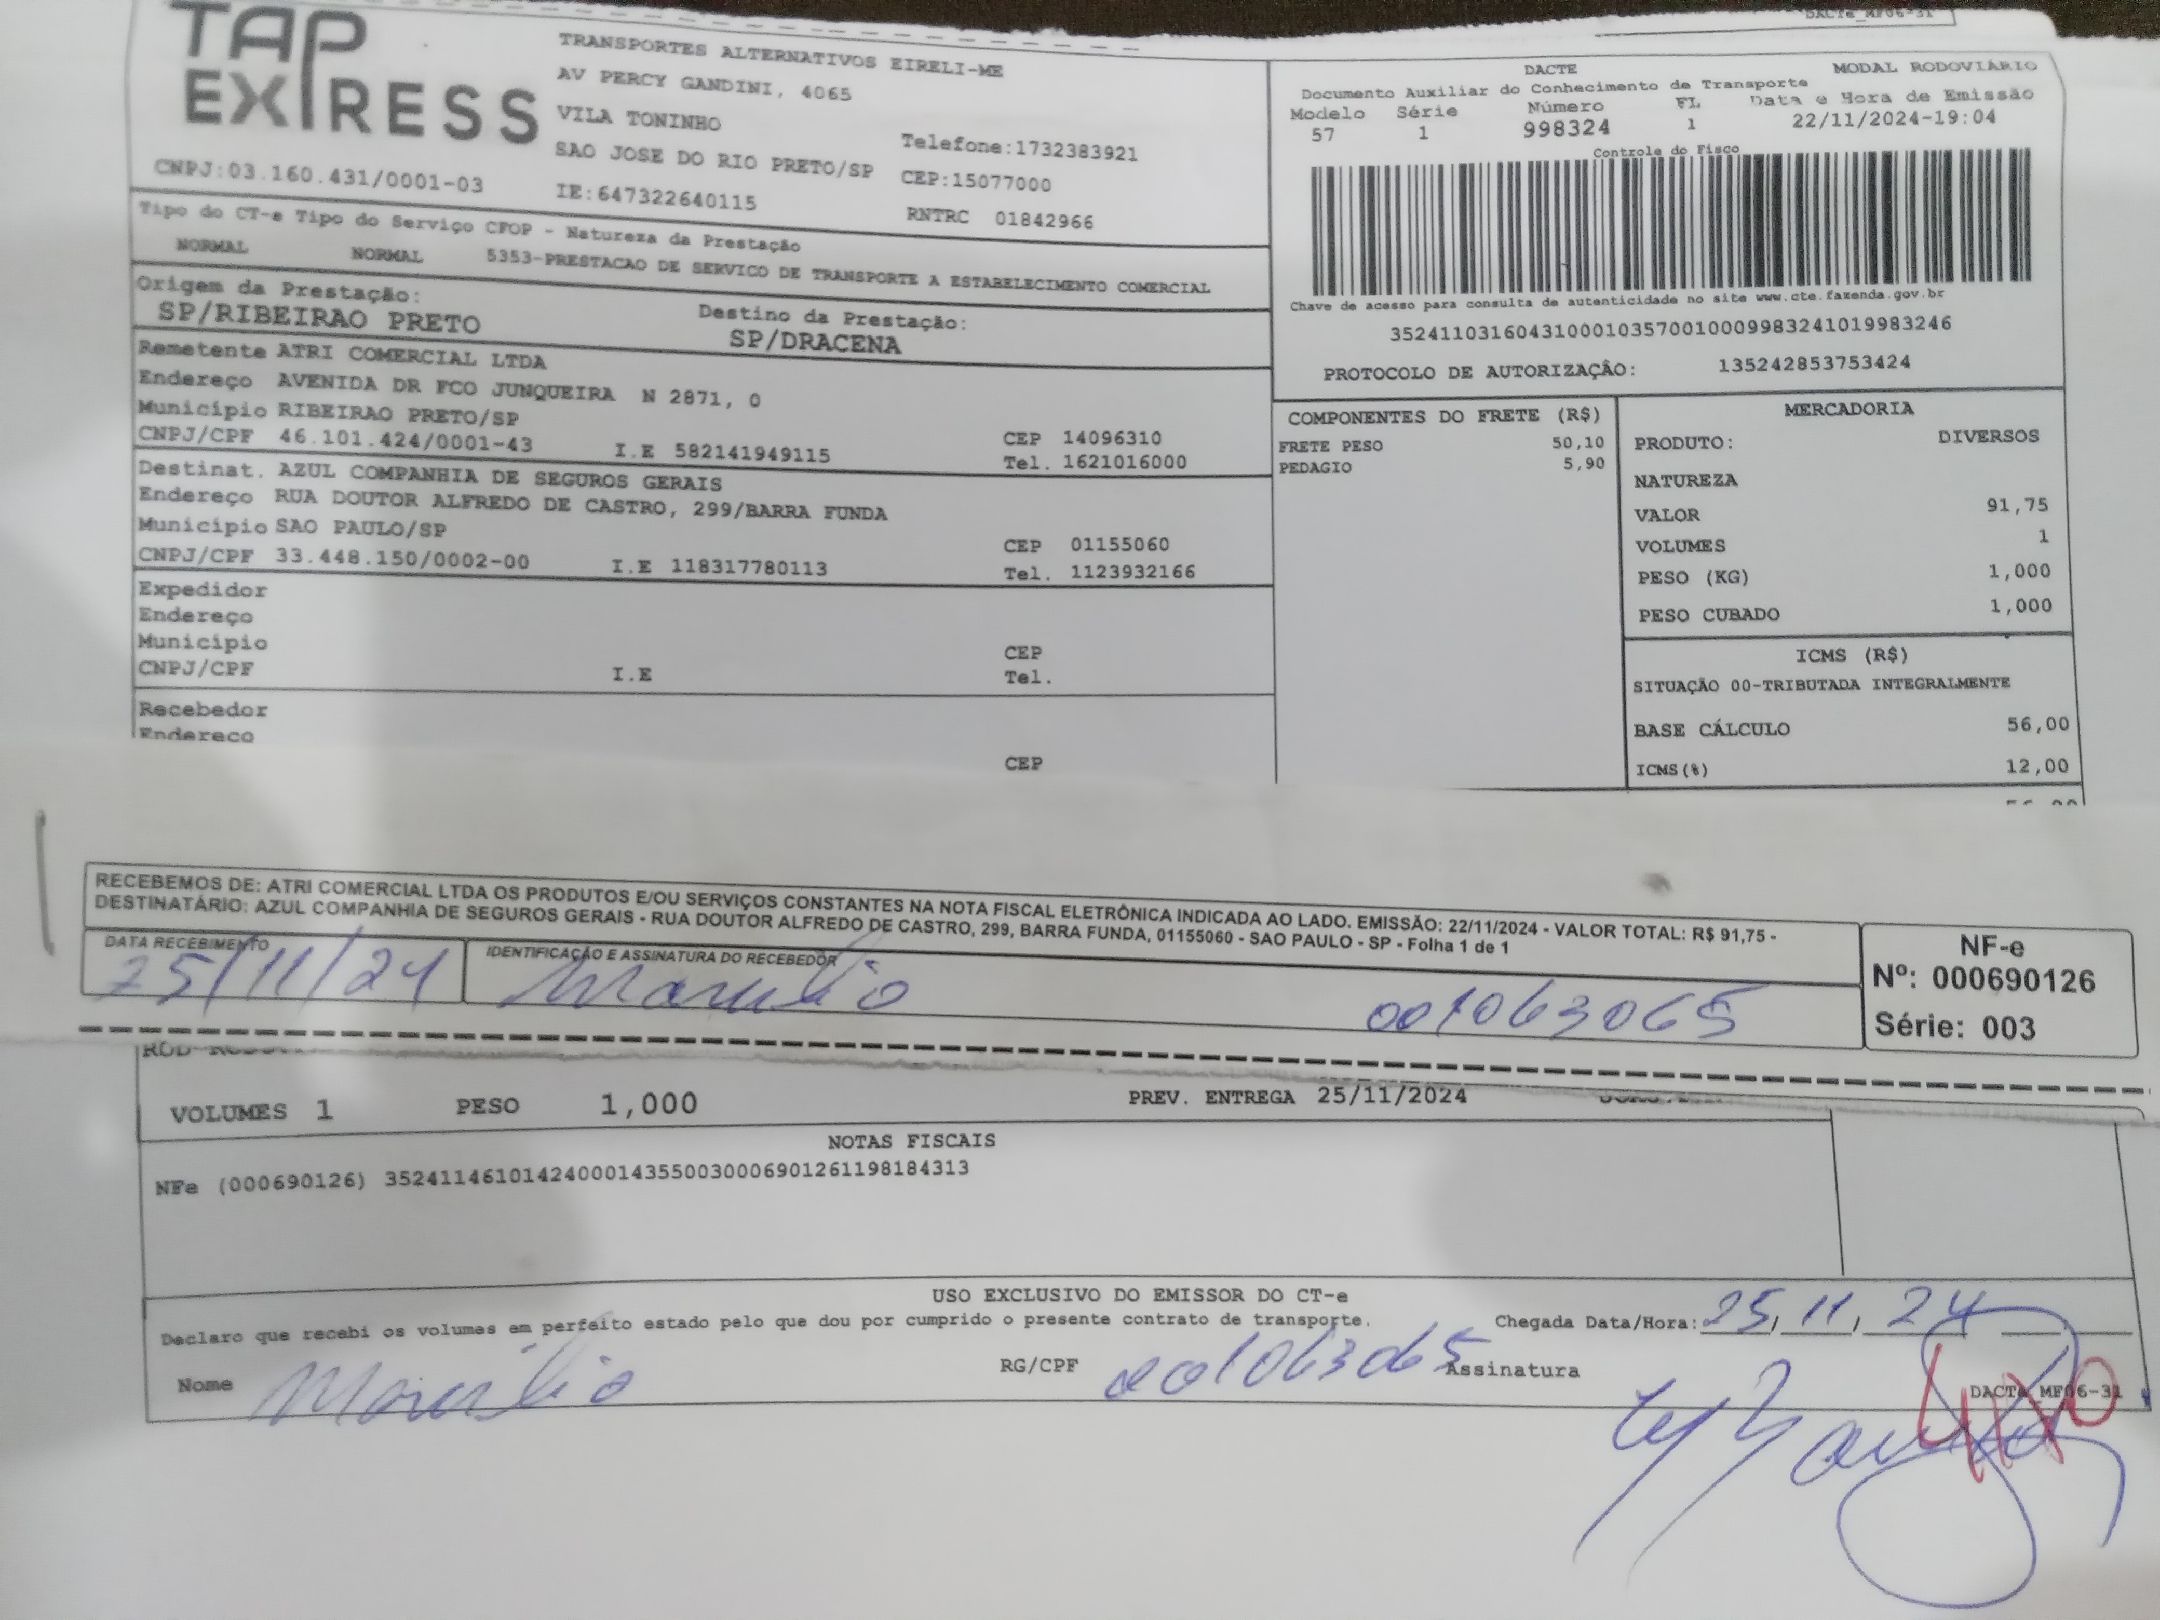 DACTe_MF06-31
TAP EXPRESS
TRANSPORTES ALTERNATIVOS EIRELI-ME
AV PERCY GANDINI, 4065
VILA TONINHO
SAO JOSE DO RIO PRETO/SP
Telefone:1732383921
CEP:15077000
CNPJ:03.160.431/0001-03
IE:647322640115
RNTRC 01842966
DACTE
MODAL RODOVIÁRIO
Documento Auxiliar do Conhecimento de Transporte
Modelo Série Número FL Data e Hora de Emissão
57 1 998324 1 22/11/2024-19:04
Controle do Fisco
Chave de acesso para consulta de autenticidade no site www.cte.fazenda.gov.br
35241103160431000103570010009983241019983246
PROTOCOLO DE AUTORIZAÇÃO: 135242853753424
Tipo do CT-e Tipo do Serviço CFOP - Natureza da Prestação
NORMAL NORMAL 5353-PRESTACAO DE SERVICO DE TRANSPORTE A ESTABELECIMENTO COMERCIAL
Origem da Prestação:
SP/RIBEIRAO PRETO
Destino da Prestação:
SP/DRACENA
Remetente ATRI COMERCIAL LTDA
Endereço AVENIDA DR FCO JUNQUEIRA N 2871, 0
Município RIBEIRAO PRETO/SP
CEP 14096310
CNPJ/CPF 46.101.424/0001-43 I.E 582141949115
Tel. 1621016000
Destinat. AZUL COMPANHIA DE SEGUROS GERAIS
Endereço RUA DOUTOR ALFREDO DE CASTRO, 299/BARRA FUNDA
Município SAO PAULO/SP
CEP 01155060
CNPJ/CPF 33.448.150/0002-00 I.E 118317780113
Tel. 1123932166
Expedidor
Endereço
Município
CEP
CNPJ/CPF I.E
Tel.
Recebedor
Endereço
CEP
COMPONENTES DO FRETE (R$)
FRETE PESO 50,10
PEDAGIO 5,90
MERCADORIA
PRODUTO: DIVERSOS
NATUREZA
VALOR 91,75
VOLUMES 1
PESO (KG) 1,000
PESO CUBADO 1,000
ICMS (R$)
SITUAÇÃO 00-TRIBUTADA INTEGRALMENTE
BASE CÁLCULO 56,00
ICMS(%) 12,00
RECEBEMOS DE: ATRI COMERCIAL LTDA OS PRODUTOS E/OU SERVIÇOS CONSTANTES NA NOTA FISCAL ELETRÔNICA INDICADA AO LADO. EMISSÃO: 22/11/2024 - VALOR TOTAL: R$ 91,75 -
DESTINATÁRIO: AZUL COMPANHIA DE SEGUROS GERAIS - RUA DOUTOR ALFREDO DE CASTRO, 299, BARRA FUNDA, 01155060 - SAO PAULO - SP - Folha 1 de 1
DATA RECEBIMENTO
25/11/24
IDENTIFICAÇÃO E ASSINATURA DO RECEBEDOR
001063065
NF-e
Nº: 000690126
Série: 003
VOLUMES 1 PESO 1,000 PREV. ENTREGA 25/11/2024
NOTAS FISCAIS
NFe (000690126) 35241146101424000143550030006901261198184313
USO EXCLUSIVO DO EMISSOR DO CT-e
Declaro que recebi os volumes em perfeito estado pelo que dou por cumprido o presente contrato de transporte.
Chegada Data/Hora: 25, 11, 24
Nome
RG/CPF 001063065
Assinatura
DACTe MF06-31